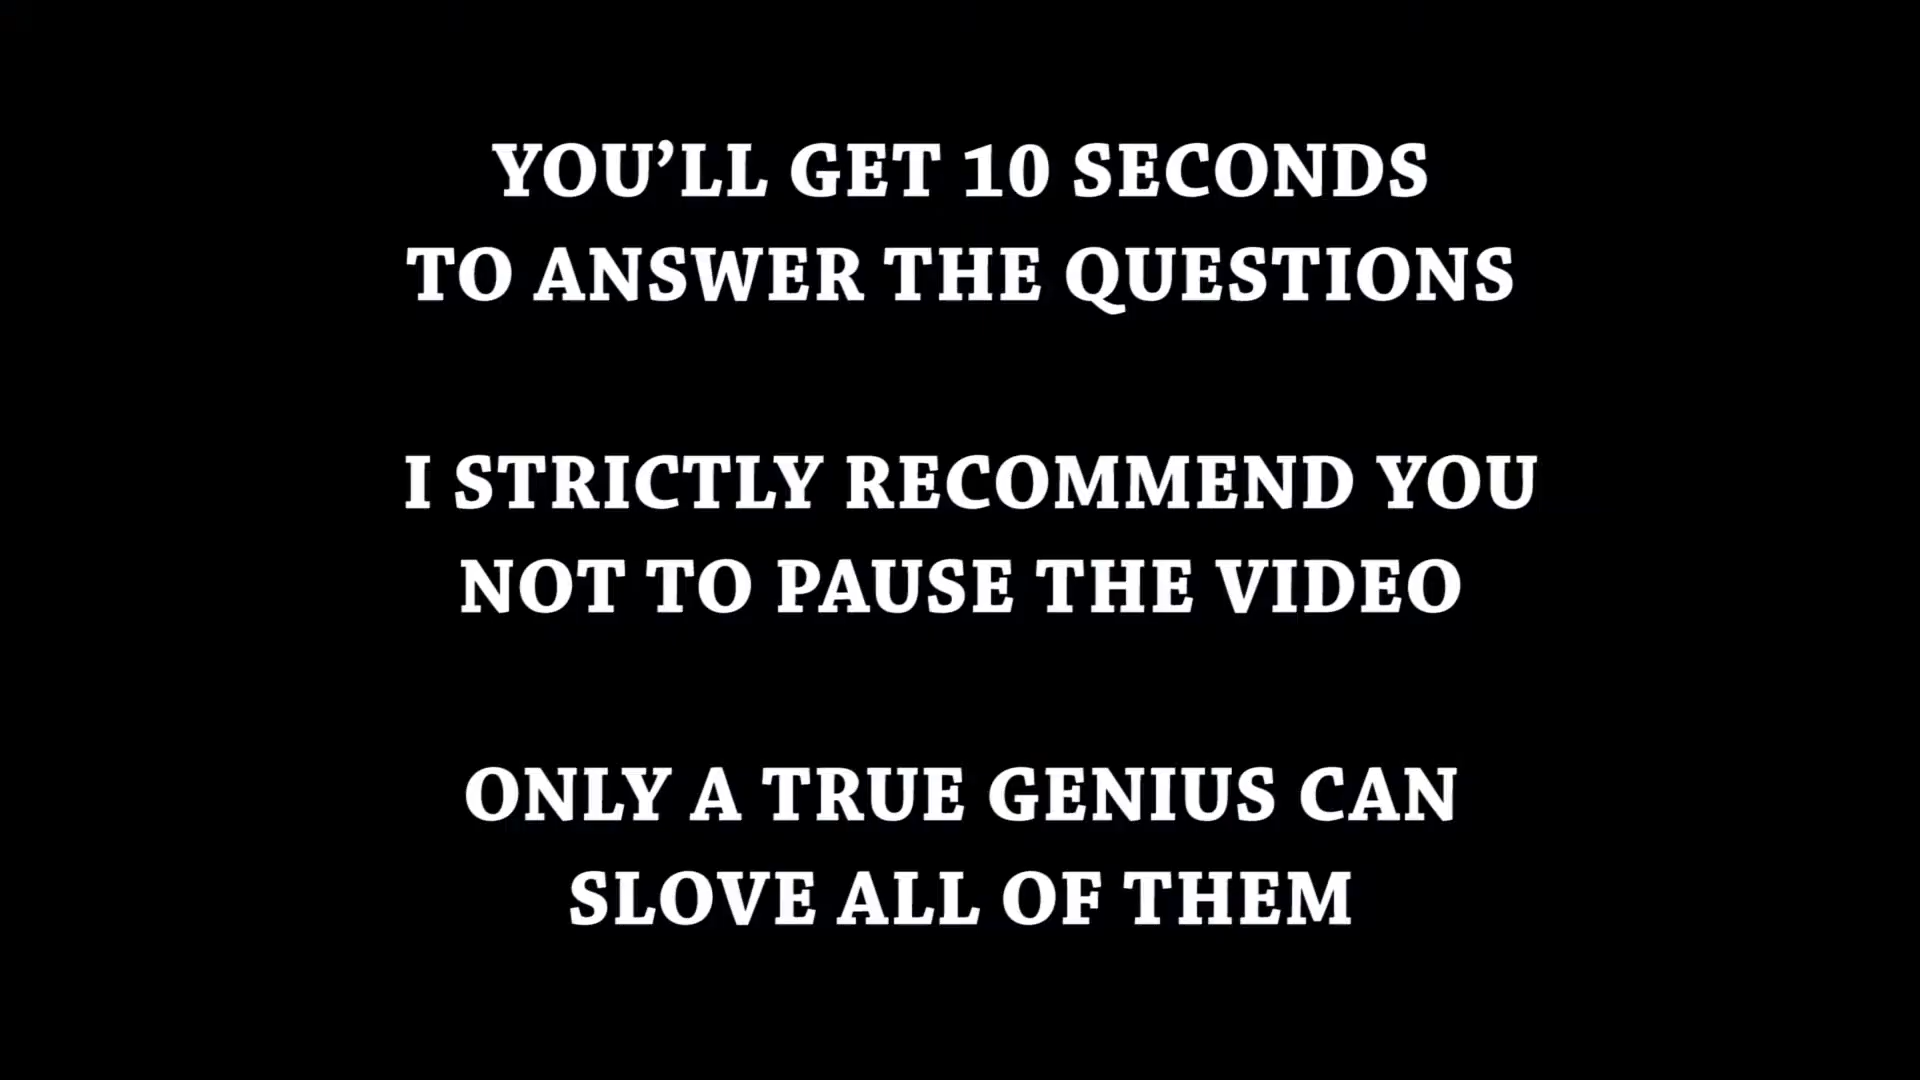 YOU’LL GET 10 SECONDS
TO ANSWER THE QUESTIONS
I STRICTLY RECOMMEND YOU
NOT TO PAUSE THE VIDEO
ONLY A TRUE GENIUS CAN
SLOVE ALL OF THEM